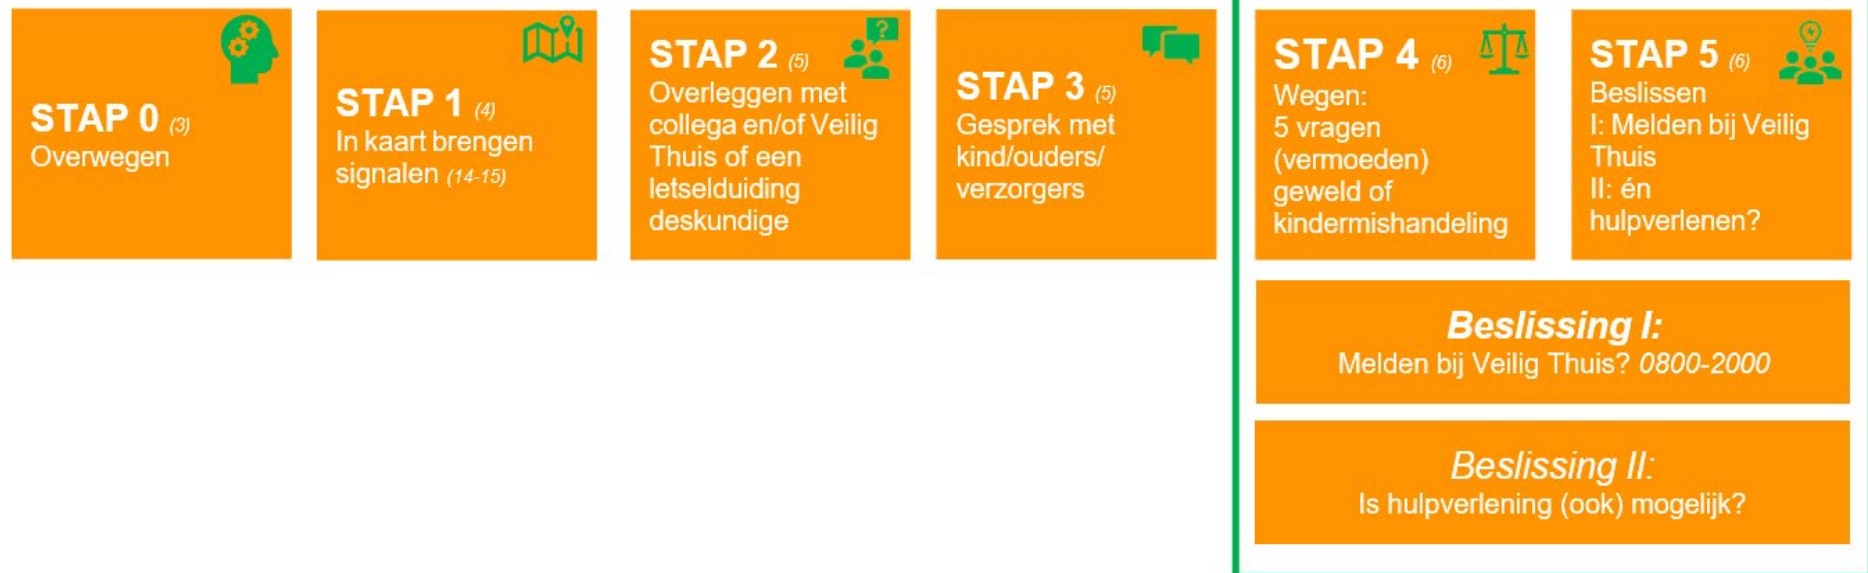 STAP 0 (3)
Overwegen
STAP 1 (4)
In kaart brengen
signalen (14-15)
STAP 2 (5)
Overleggen met
collega en/of Veilig
Thuis of een
letselduiding
deskundige
STAP 3 (5)
Gesprek met
kind/ouders/
verzorgers
STAP 4 (6)
Wegen:
5 vragen
(vermoeden)
geweld of
kindermishandeling
STAP 5 (6)
Beslissen
I: Melden bij Veilig
Thuis
II: én
hulpverlenen?
Beslissing I:
Melden bij Veilig Thuis? 0800-2000
Beslissing II:
Is hulpverlening (ook) mogelijk?